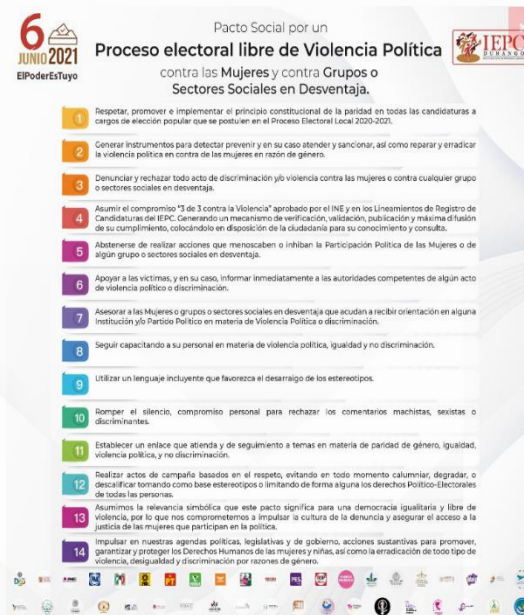 6
JUNIO 2021
ElPoderEsTuyo
Pacto Social por un
Proceso electoral libre de Violencia Política
contra las Mujeres y contra Grupos o
Sectores Sociales en Desventaja.
IEPC
DURANGO
1
Respetar, promover e implementar el principio constitucional de la paridad en todas las candidaturas a
cargos de elección popular que se postulen en el Proceso Electoral Local 2020-2021.
2
Generar instrumentos para detectar prevenir y en su caso atender y sancionar, así como reparar y erradicar
la violencia política en contra de las mujeres en razón de género.
3
Denunciar y rechazar todo acto de discriminación y/o violencia contra las mujeres o contra cualquier grupo
o sectores sociales en desventaja.
4
Asumir el compromiso "3 de 3 contra la Violencia" aprobado por el INE y en los Lineamientos de Registro de
Candidaturas del IEPC. Generando un mecanismo de verificación, validación, publicación y máxima difusión
de su cumplimiento, colocándolo en disposición de la ciudadanía para su conocimiento y consulta.
5
Abstenerse de realizar acciones que menoscaben o inhiban la Participación Política de las Mujeres o de
algún grupo o sectores sociales en desventaja.
6
Apoyar a las víctimas, y en su caso, informar inmediatamente a las autoridades competentes de algún acto
de violencia político o discriminación.
7
Asesorar a las Mujeres o grupos o sectores sociales en desventaja que acudan a recibir orientación en alguna
Institución y/o Partido Político en materia de Violencia Política o discriminación.
8
Seguir capacitando a su personal en materia de violencia política, igualdad y no discriminación.
9
Utilizar un lenguaje incluyente que favorezca el desarraigo de los estereotipos.
10
Romper el silencio, compromiso personal para rechazar los comentarios machistas, sexistas o
discriminantes.
11
Establecer un enlace que atienda y de seguimiento a temas en materia de paridad de género, igualdad,
violencia política, y no discriminación.
12
Realizar actos de campaña basados en el respeto, evitando en todo momento calumniar, degradar, o
descalificar tomando como base estereotipos o limitando de forma alguna los derechos Político-Electorales
de todas las personas.
13
Asumimos la relevancia simbólica que este pacto significa para una democracia igualitaria y libre de
violencia, por lo que nos comprometemos a impulsar la cultura de la denuncia y asegurar el acceso a la
justicia de las mujeres que participan en la política.
14
Impulsar en nuestras agendas políticas, legislativas y de gobierno, acciones sustantivas para promover,
garantizar y proteger los Derechos Humanos de las mujeres y niñas, así como la erradicación de todo tipo de
violencia, desigualdad y discriminación por razones de género.